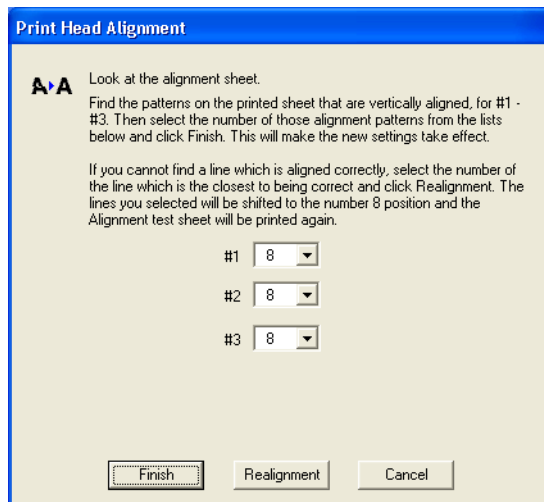 Print Head Alignment
A A
Look at the alignment sheet.
Find the patterns on the printed sheet that are vertically aligned, for #1 -
#3. Then select the number of those alignment patterns from the lists
below and click Finish. This will make the new settings take effect.
If you cannot find a line which is aligned correctly, select the number of
the line which is the closest to being correct and click Realignment. The
lines you selected will be shifted to the number 8 position and the
Alignment test sheet will be printed again.
#1 8
#2 8
#3 8
Finish Realignment Cancel